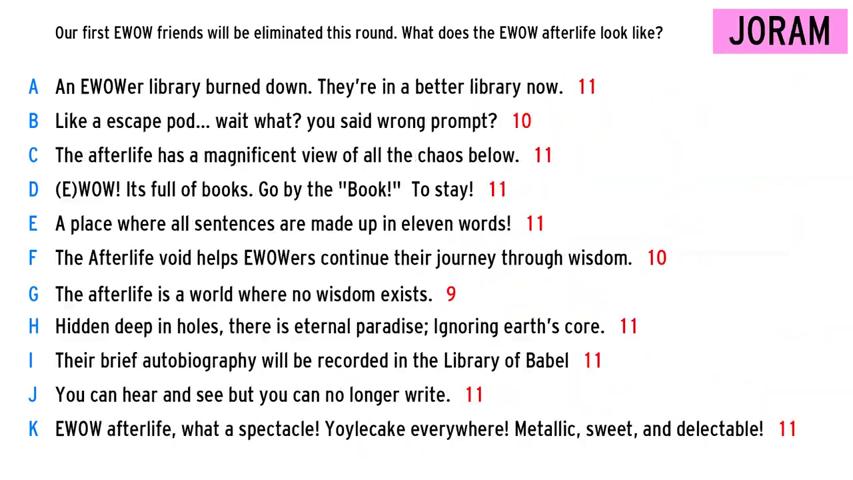 Our first EWOW friends will be eliminated this round. What does the EWOW afterlife look like?
JORAM
A An EWOWer library burned down. They're in a better library now. 11
B Like a escape pod... wait what? you said wrong prompt? 10
C The afterlife has a magnificent view of all the chaos below. 11
D (E)WOW! Its full of books. Go by the "Book!" To stay! 11
E A place where all sentences are made up in eleven words! 11
F The Afterlife void helps EWOWers continue their journey through wisdom. 10
G The afterlife is a world where no wisdom exists. 9
H Hidden deep in holes, there is eternal paradise; Ignoring earth's core. 11
I Their brief autobiography will be recorded in the Library of Babel 11
J You can hear and see but you can no longer write. 11
K EWOW afterlife, what a spectacle! Yoylecake everywhere! Metallic, sweet, and delectable! 11